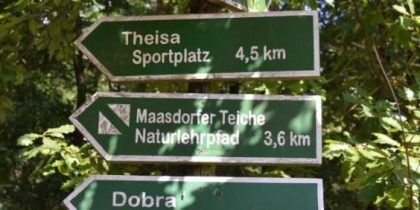 Theisa
Sportplatz 4,5 km
Maasdorfer Teiche
Naturlehrpfad 3,6 km
Dobra